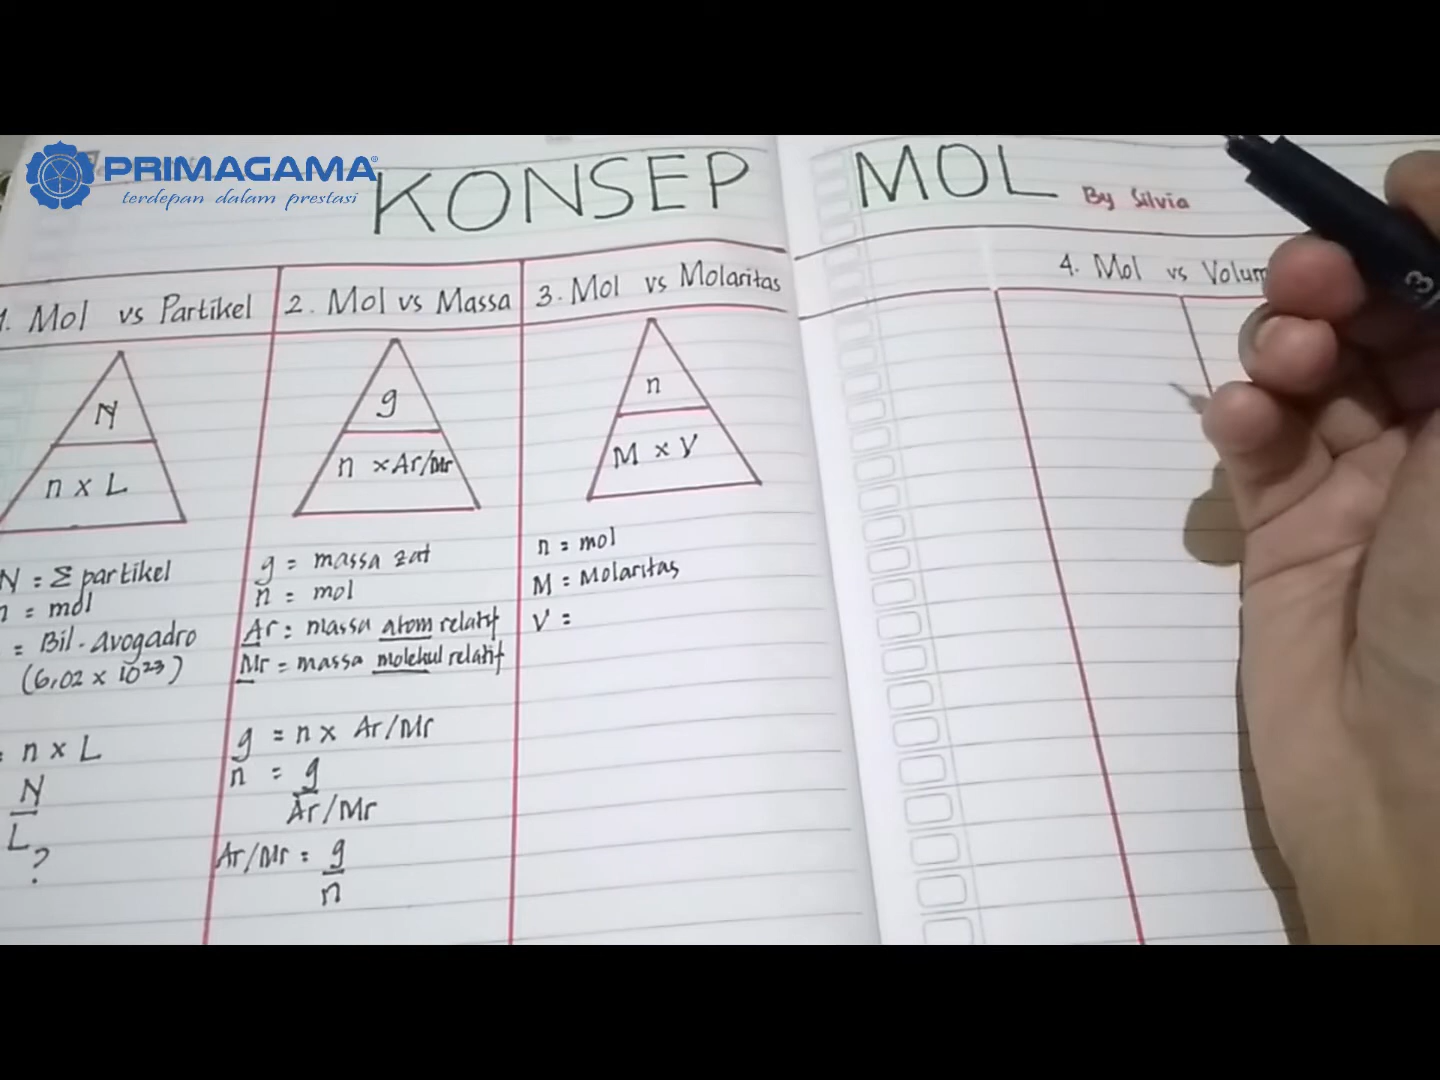 PRIMAGAMA
terdepan dalam prestasi
KONSEP MOL
By Silvia
1. Mol vs Partikel
N
n x L
N = Σ partikel
n = mol
= Bil. Avogadro
(6,02 x 10²³)
= n x L
N
L
?
2. Mol vs Massa
g
n x Ar/Mr
g = massa zat
n = mol
Ar = massa atom relatif
Mr = massa molekul relatif
g = n x Ar/Mr
n = g
Ar/Mr
Ar/Mr = g
n
3. Mol vs Molaritas
n
M x V
n = mol
M = Molaritas
V =
4. Mol vs Volum